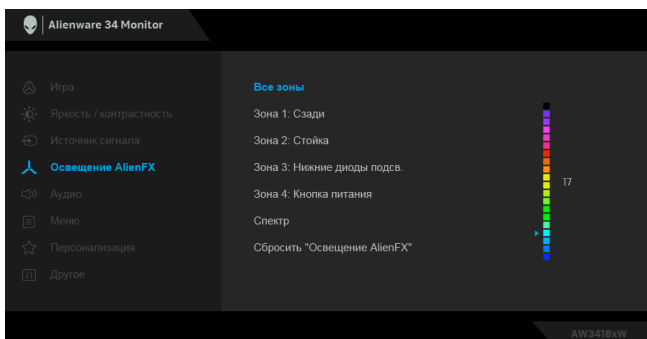 Alienware 34 Monitor
Игра
Яркость / контрастность
Источник сигнала
Освещение AlienFX
Аудио
Меню
Персонализация
Другое
Все зоны
Зона 1: Сзади
Зона 2: Стойка
Зона 3: Нижние диоды подсв.
Зона 4: Кнопка питания
Спектр
Сбросить "Освещение AlienFX"
17
AW3418xW